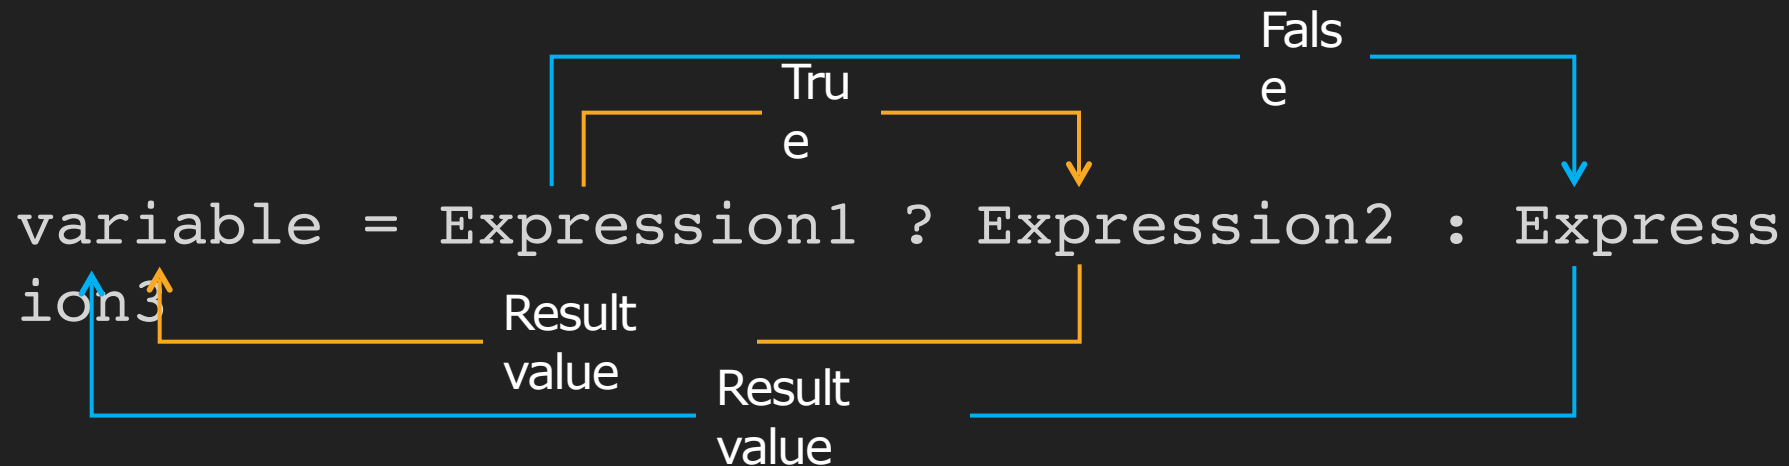 Fals
e
Tru
e
variable = Expression1 ? Expression2 : Express
ion3
Result
value
Result
value